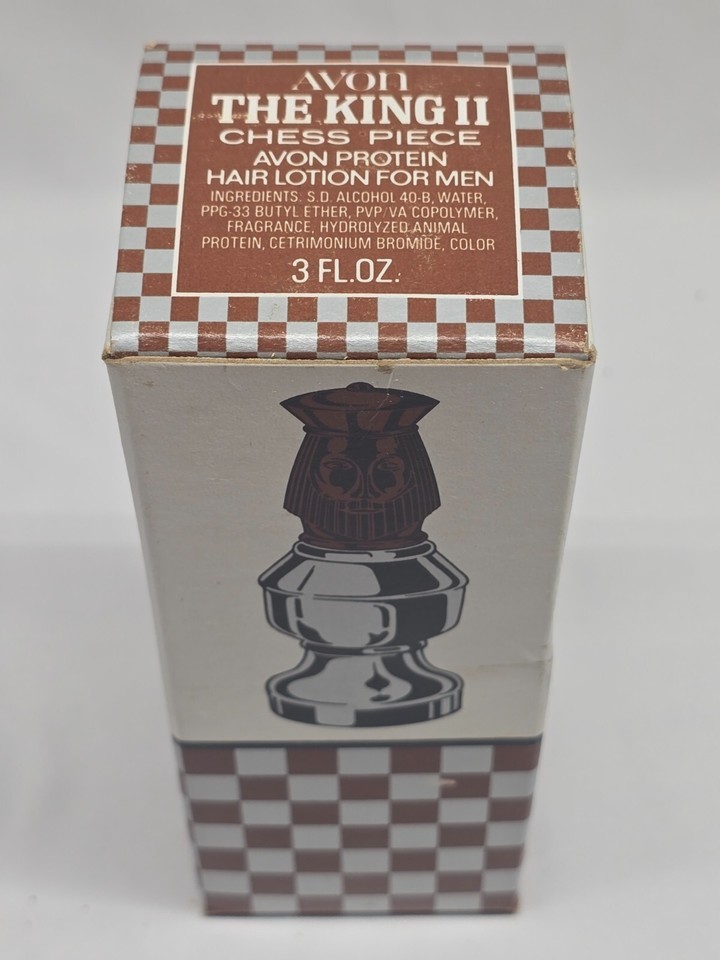 AVON
THE KING II
CHESS PIECE
AVON PROTEIN
HAIR LOTION FOR MEN
INGREDIENTS. S.D. ALCOHOL 40-B, WATER,
PPG-33 BUTYL ETHER, PVP/VA COPOLYMER,
FRAGRANCE, HYDROLYZED ANIMAL
PROTEIN, CETRIMONIUM BROMIDE, COLOR
3 FL.OZ.